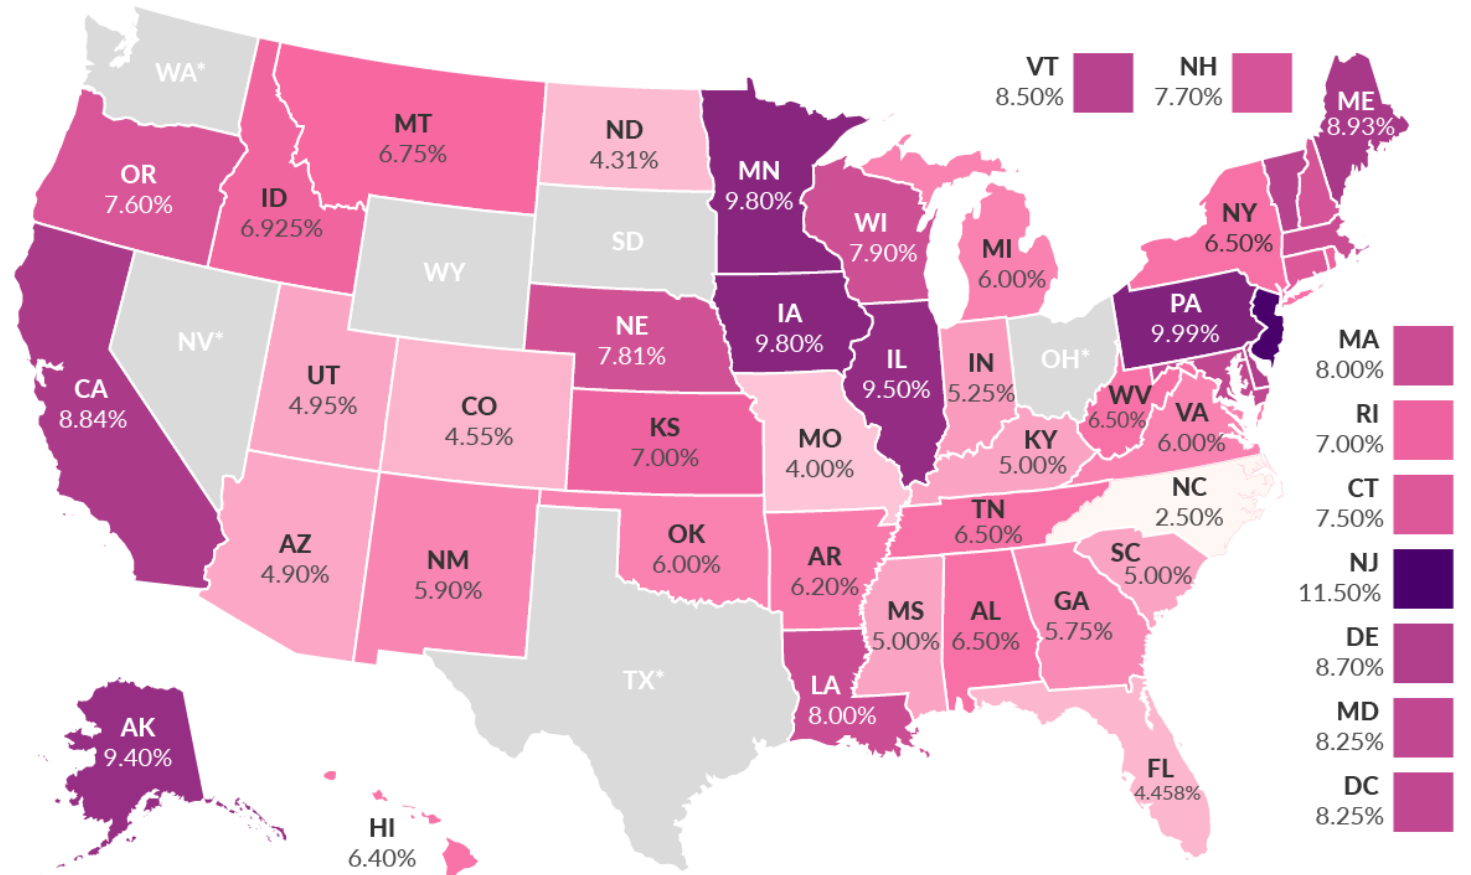 WA*
MT
6.75%
ND
4.31%
MN
9.80%
VT
8.50%
NH
7.70%
ME
8.93%
OR
7.60%
ID
6.925%
WY
SD
WI
7.90%
MI
6.00%
NY
6.50%
CA
8.84%
NV*
UT
4.95%
CO
4.55%
NE
7.81%
IA
9.80%
IL
9.50%
IN
5.25%
OH*
PA
9.99%
KS
7.00%
MO
4.00%
KY
5.00%
WV
6.50%
VA
6.00%
AZ
4.90%
NM
5.90%
OK
6.00%
AR
6.20%
TN
6.50%
NC
2.50%
SC
5.00%
TX*
LA
8.00%
MS
5.00%
AL
6.50%
GA
5.75%
FL
4.458%
AK
9.40%
HI
6.40%
MA
8.00%
RI
7.00%
CT
7.50%
NJ
11.50%
DE
8.70%
MD
8.25%
DC
8.25%